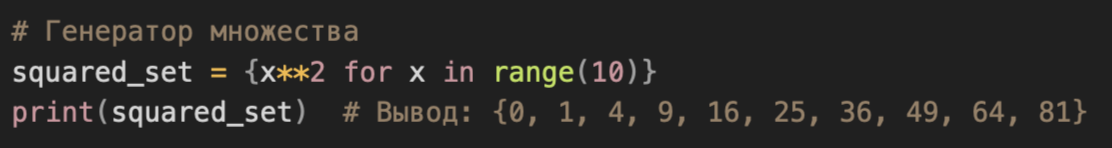 # Генератор множества
squared_set = {x**2 for x in range(10)}
print(squared_set)  # Вывод: {0, 1, 4, 9, 16, 25, 36, 49, 64, 81}